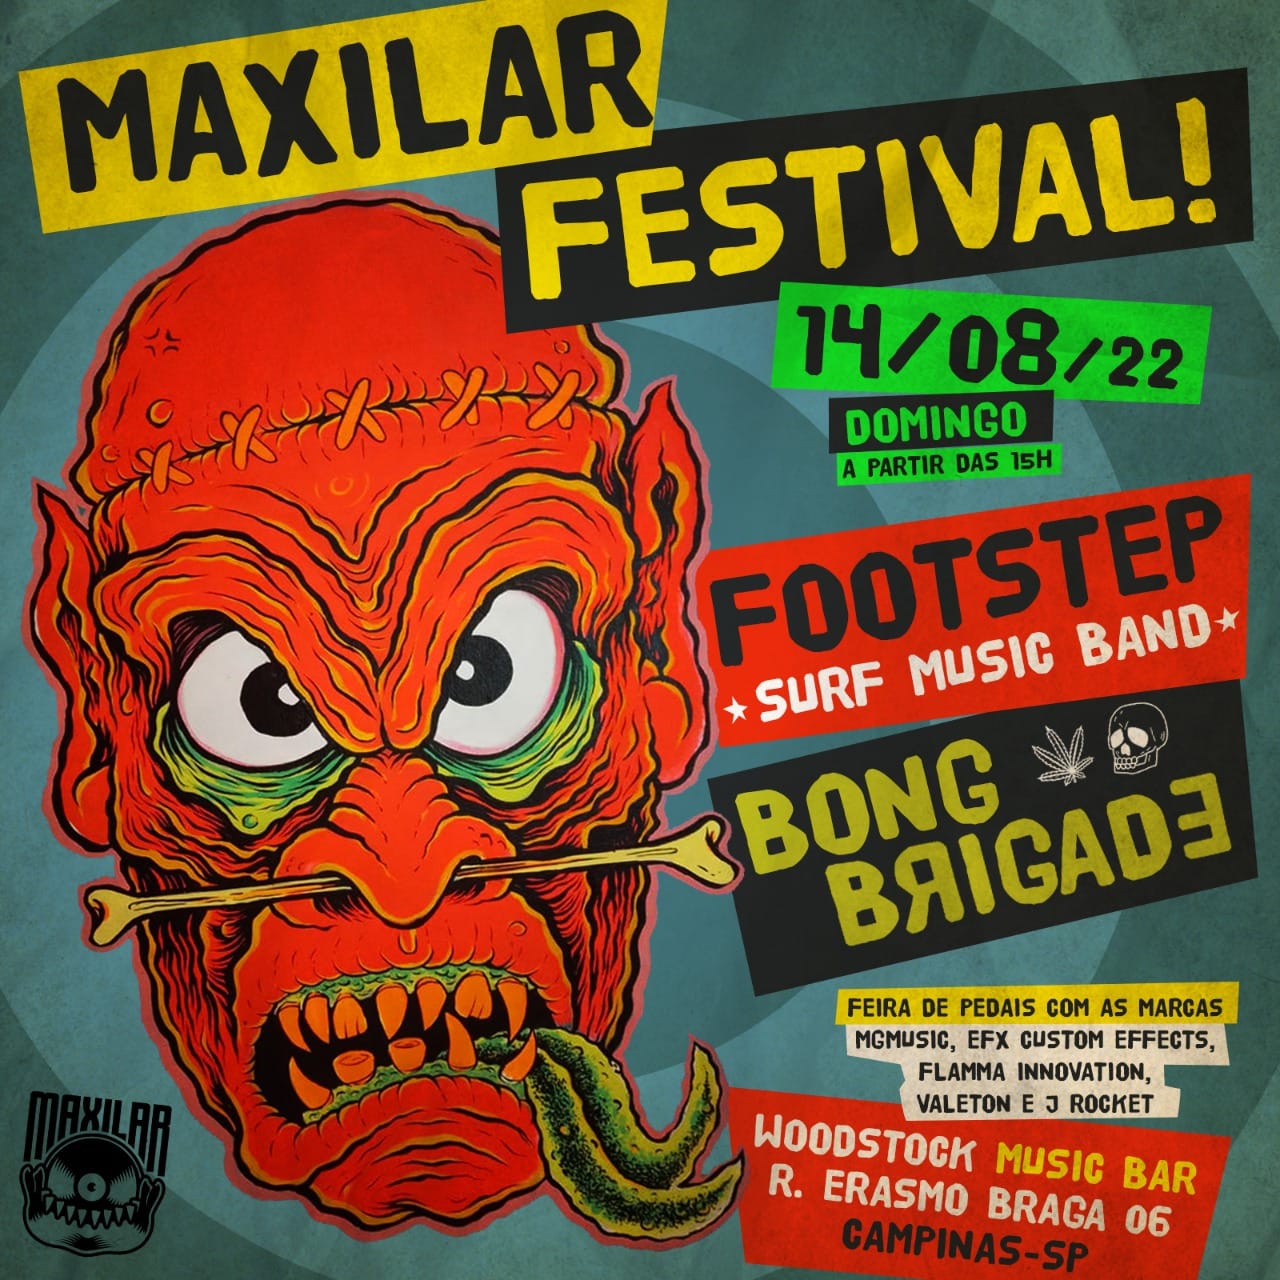 MAXILAR
FESTIVAL!
14/08/22
DOMINGO
A PARTIR DAS 15H
FOOTSTEP
SURF MUSIC BAND
BONG
BRIGADE
FEIRA DE PEDAIS COM AS MARCAS
MGMUSIC, EFX CUSTOM EFFECTS,
FLAMMA INNOVATION,
VALETON E J ROCKET
WOODSTOCK MUSIC BAR
R. ERASMO BRAGA 06
CAMPINAS-SP
MAXILAR